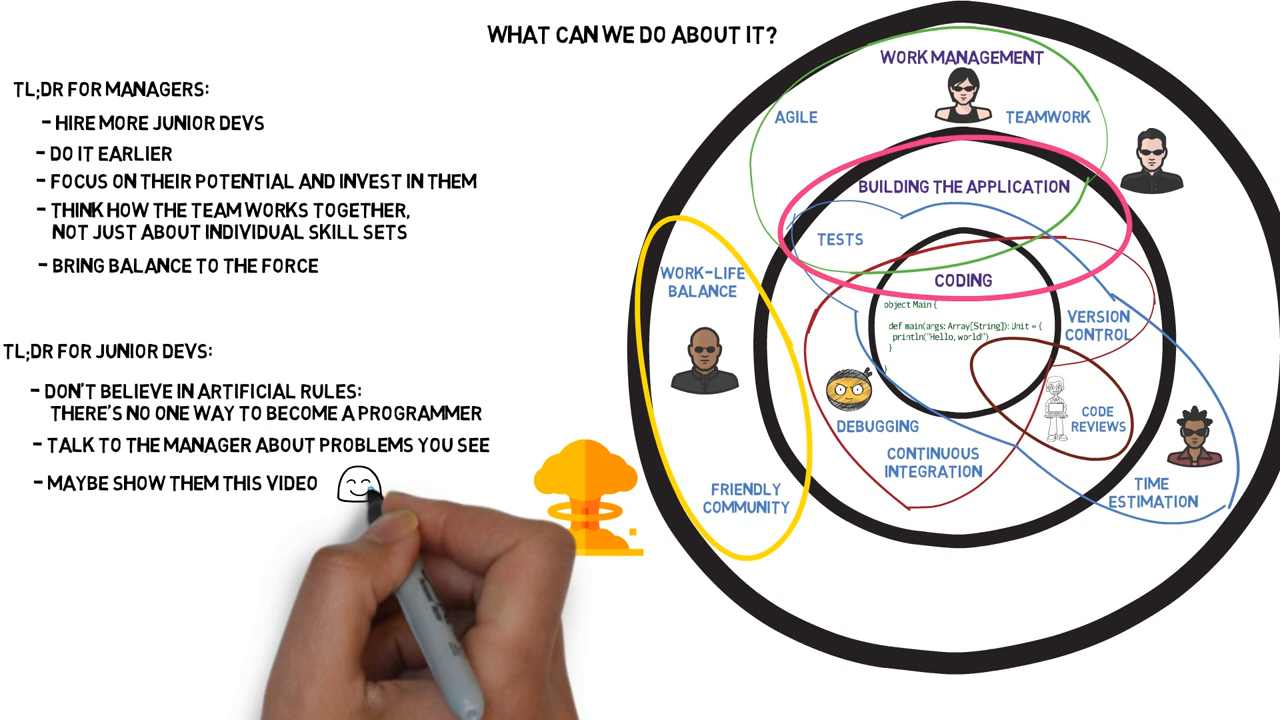 WHAT CAN WE DO ABOUT IT?
TL;DR FOR MANAGERS:
- HIRE MORE JUNIOR DEVS
- DO IT EARLIER
- FOCUS ON THEIR POTENTIAL AND INVEST IN THEM
- THINK HOW THE TEAM WORKS TOGETHER,
NOT JUST ABOUT INDIVIDUAL SKILL SETS
- BRING BALANCE TO THE FORCE
TL;DR FOR JUNIOR DEVS:
- DON'T BELIEVE IN ARTIFICIAL RULES:
THERE'S NO ONE WAY TO BECOME A PROGRAMMER
- TALK TO THE MANAGER ABOUT PROBLEMS YOU SEE
- MAYBE SHOW THEM THIS VIDEO
WORK MANAGEMENT
AGILE
TEAMWORK
BUILDING THE APPLICATION
TESTS
CODING
object Main {
def main(args: Array[String]): Unit = {
println("Hello, world!")
}
}
WORK-LIFE
BALANCE
VERSION
CONTROL
DEBUGGING
CODE
REVIEWS
CONTINUOUS
INTEGRATION
FRIENDLY
COMMUNITY
TIME
ESTIMATION